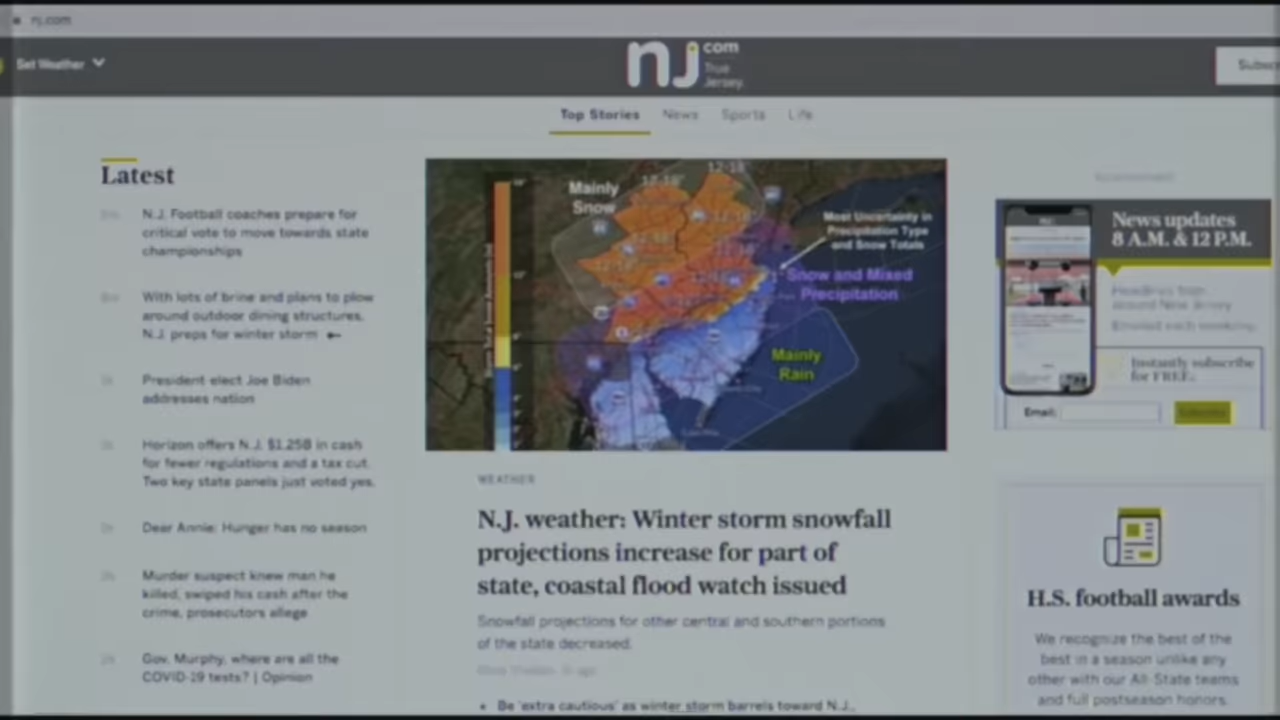 nj.com
Set Weather
nj
com
True
Jersey.
Top Stories News Sports Life
Latest
N.J. Football coaches prepare for
critical vote to move towards state
championships
With lots of brine and plans to plow
around outdoor dining structures,
N.J. preps for winter storm
President-elect Joe Biden
addresses nation
Horizon offers N.J. $1.25B in cash
for fewer regulations and a tax cut.
Two key state panels just voted yes.
Dear Annie: Hunger has no season
Murder suspect knew man he
killed, swiped his cash after the
crime, prosecutors allege
Gov. Murphy, where are all the
COVID-19 tests? | Opinion
Mainly
Snow
12-18"
12-18"
Most Uncertainty in
Precipitation Type
and Snow Totals
Snow and Mixed
Precipitation
Mainly
Rain
WEATHER
N.J. weather: Winter storm snowfall
projections increase for part of
state, coastal flood watch issued
Snowfall projections for other central and southern portions
of the state decreased.
Be 'extra cautious' as winter storm barrels toward N.J.,
News updates
8 A.M. & 12 P.M.
Headlines from
around New Jersey
Instantly subscribe
for FREE.
Email:
H.S. football awards
We recognize the best of the
best in a season unlike any
other with our All-State teams
and full postseason honors.